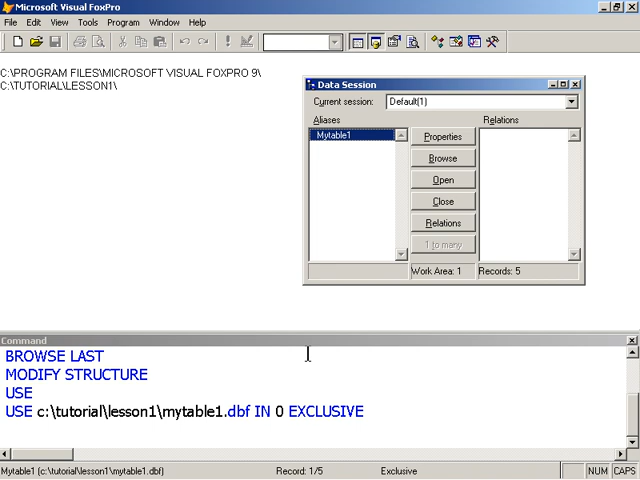 Microsoft Visual FoxPro
File Edit View Tools Program Window Help
C:\PROGRAM FILES\MICROSOFT VISUAL FOXPRO 9\
C:\TUTORIAL\LESSON1\
Data Session
Current session: Default(1)
Aliases Relations
Mytable1
Properties
Browse
Open
Close
Relations
1 to many
Work Area: 1 Records: 5
Command
BROWSE LAST
MODIFY STRUCTURE
USE
USE c:\tutorial\lesson1\mytable1.dbf IN 0 EXCLUSIVE
Mytable1 (c:\tutorial\lesson1\mytable1.dbf) Record: 1/5 Exclusive NUM CAPS